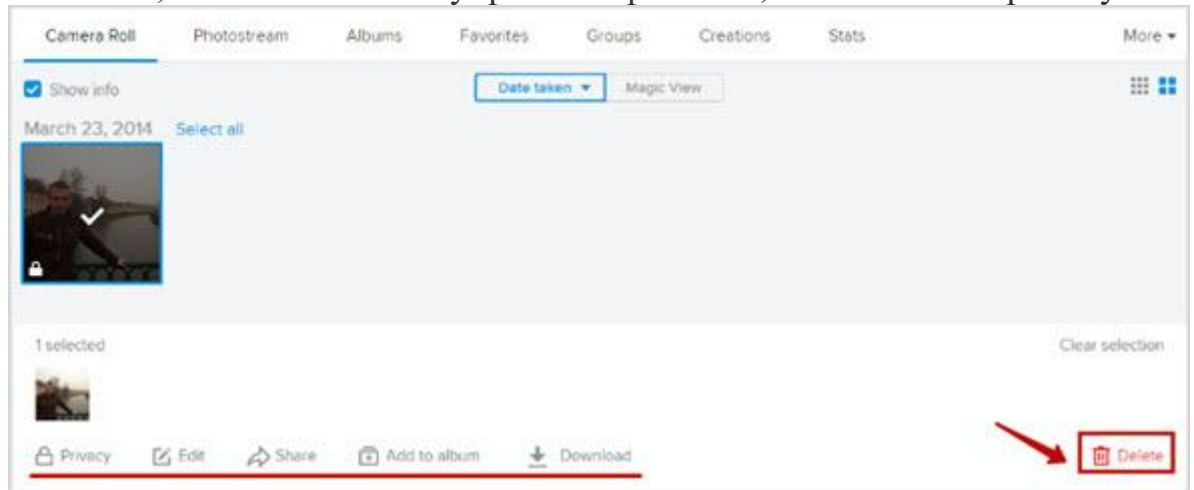 Camera Roll Photostream Albums Favorites Groups Creations Stats More
Show info Date taken Magic View
March 23, 2014 Select all
1 selected Clear selection
Privacy Edit Share Add to album Download Delete